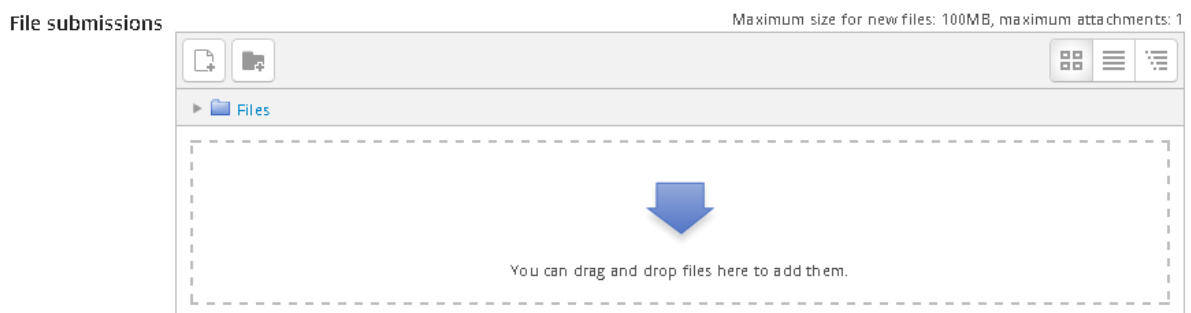 File submissions
Maximum size for new files: 100MB, maximum attachments: 1
Files
You can drag and drop files here to add them.